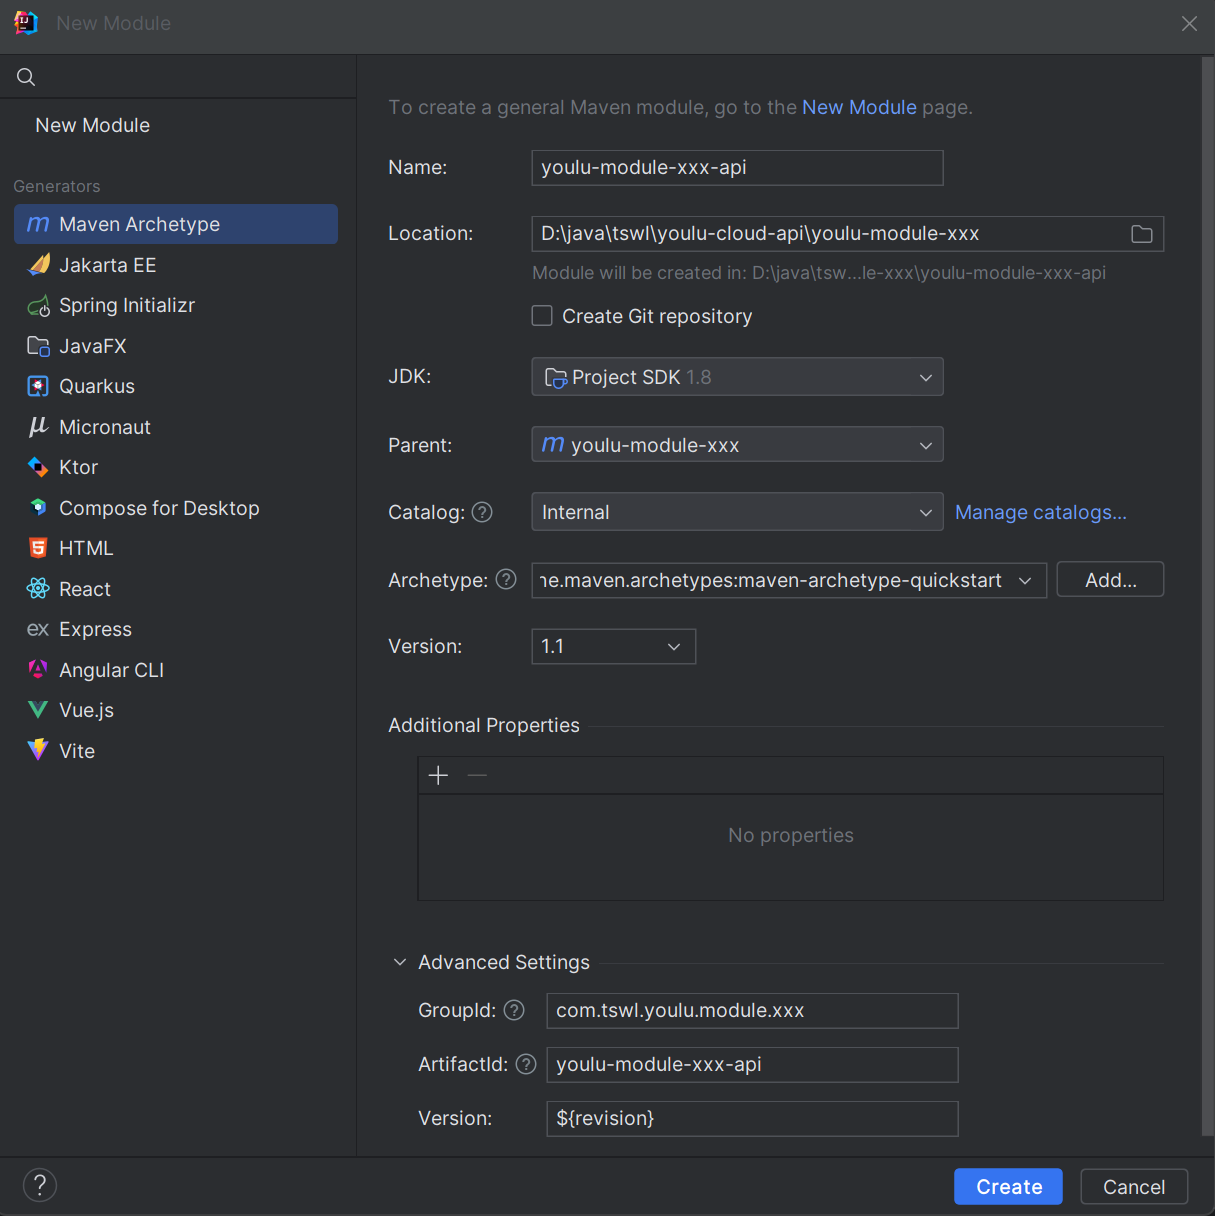 New Module
New Module
Generators
Maven Archetype
Jakarta EE
Spring Initializr
JavaFX
Quarkus
Micronaut
Ktor
Compose for Desktop
HTML
React
Express
Angular CLI
Vue.js
Vite
To create a general Maven module, go to the New Module page.
Name: youlu-module-xxx-api
Location: D:\java\tswl\youlu-cloud-api\youlu-module-xxx
Module will be created in: D:\java\tsw...le-xxx\youlu-module-xxx-api
Create Git repository
JDK: Project SDK 1.8
Parent: youlu-module-xxx
Catalog: ? Internal Manage catalogs...
Archetype: ? ne.maven.archetypes:maven-archetype-quickstart Add...
Version: 1.1
Additional Properties
No properties
Advanced Settings
GroupId: ? com.tswl.youlu.module.xxx
ArtifactId: ? youlu-module-xxx-api
Version: ${revision}
? Create Cancel